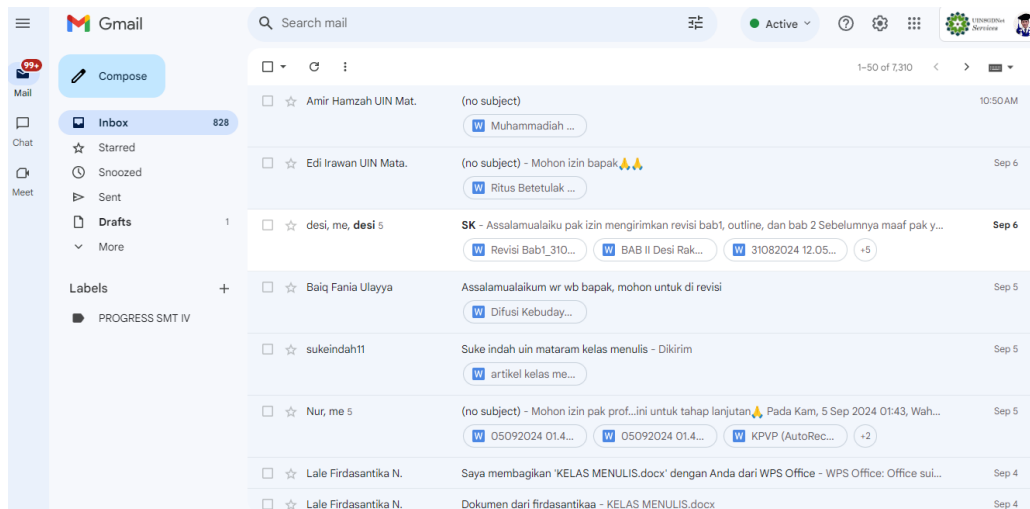 Gmail
Search mail
Active
UINSGDNet
Services
99+
Mail
Chat
Meet
Compose
Inbox 828
Starred
Snoozed
Sent
Drafts 1
More
Labels +
PROGRESS SMT IV
1–50 of 7,310
Amir Hamzah UIN Mat. (no subject) 10:50 AM
W Muhammadiah ...
Edi Irawan UIN Mata. (no subject) - Mohon izin bapak🙏🙏 Sep 6
W Ritus Betetulak ...
desi, me, desi 5 SK - Assalamualaiku pak izin mengirimkan revisi bab1, outline, dan bab 2 Sebelumnya maaf pak y... Sep 6
W Revisi Bab1_310... W BAB II Desi Rak... W 31082024 12.05... +5
Baiq Fania Ulayya Assalamualaikum wr wb bapak, mohon untuk di revisi Sep 5
W Difusi Kebuday...
sukeindah11 Suke indah uin mataram kelas menulis - Dikirim Sep 5
W artikel kelas me...
Nur, me 5 (no subject) - Mohon izin pak prof...ini untuk tahap lanjutan🙏 Pada Kam, 5 Sep 2024 01:43, Wah... Sep 5
W 05092024 01.4... W 05092024 01.4... W KPVP (AutoRec... +2
Lale Firdasantika N. Saya membagikan 'KELAS MENULIS.docx' dengan Anda dari WPS Office - WPS Office: Office sui... Sep 4
Lale Firdasantika N. Dokumen dari firdasantikaa - KELAS MENULIS.docx Sep 4